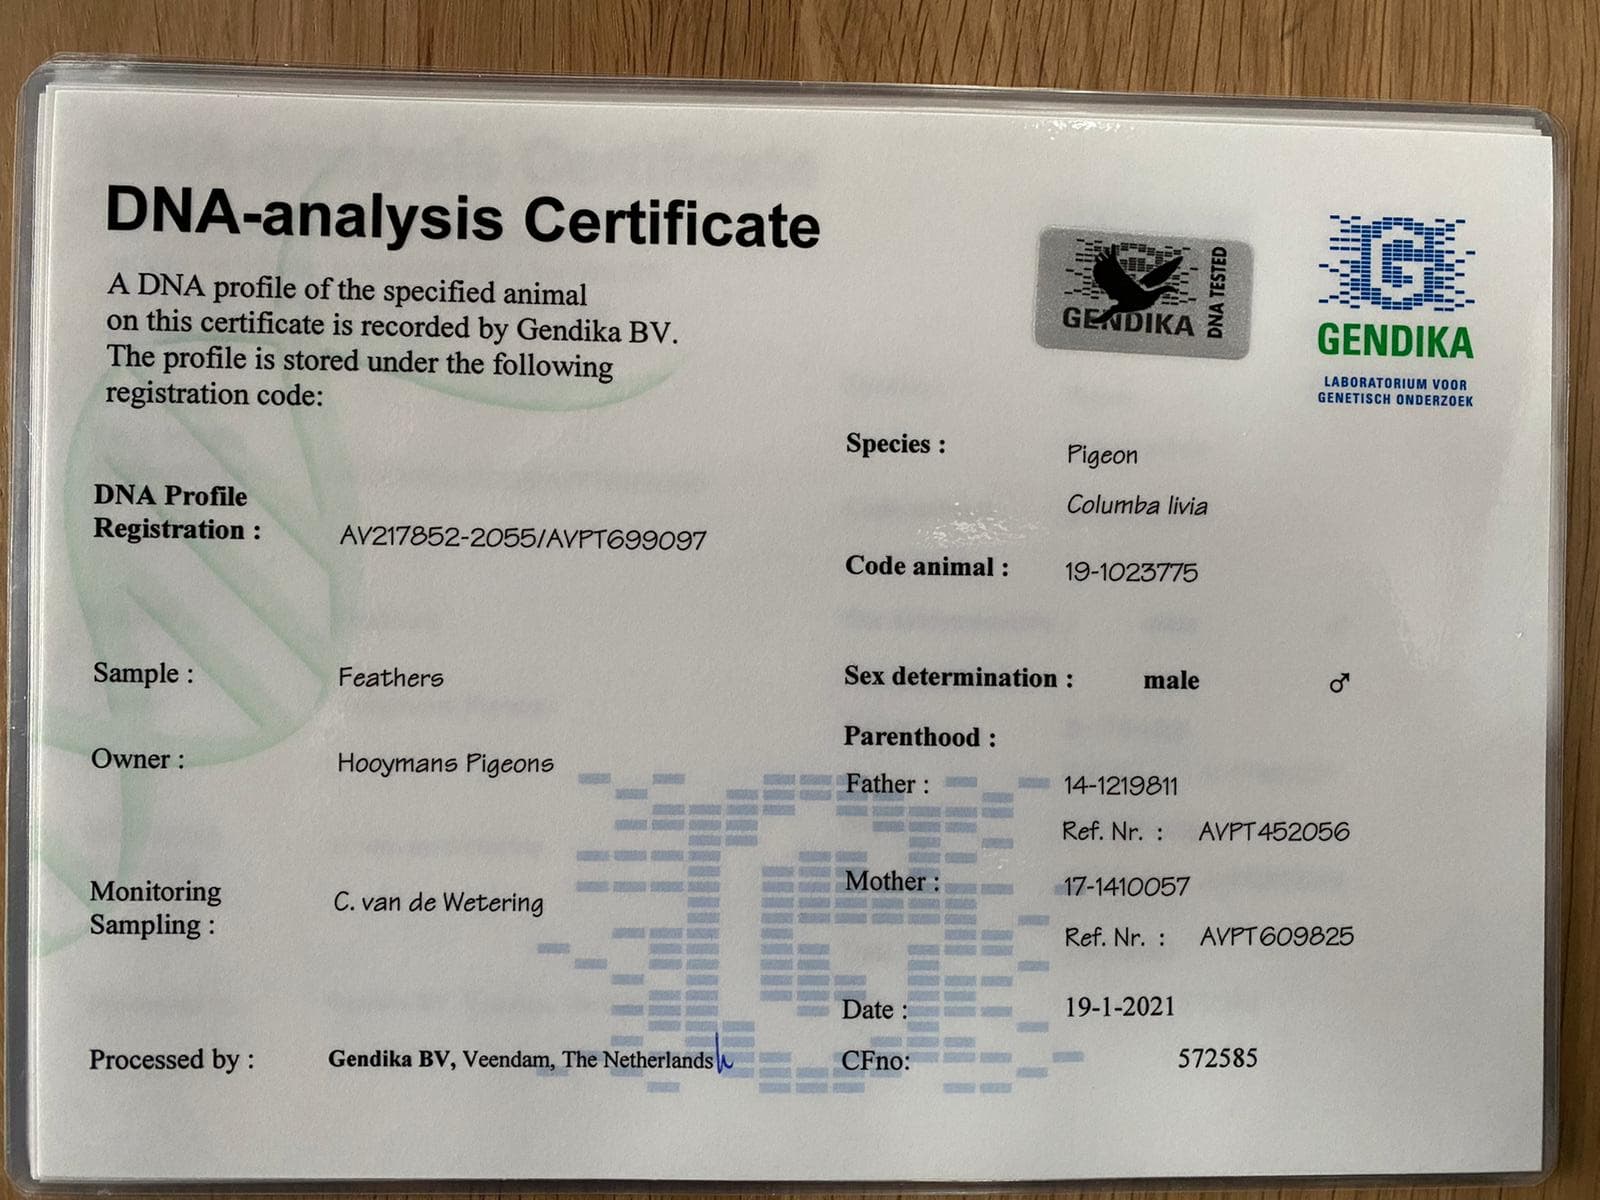 DNA-analysis Certificate
A DNA profile of the specified animal
on this certificate is recorded by Gendika BV.
The profile is stored under the following
registration code:
GENDIKA
DNA TESTED
G
GENDIKA
LABORATORIUM VOOR
GENETISCH ONDERZOEK
DNA Profile
Registration : AV217852-2055/AVPT699097
Sample : Feathers
Owner : Hooymans Pigeons
Monitoring
Sampling : C. van de Wetering
Processed by : Gendika BV, Veendam, The Netherlands
Species : Pigeon
Columba livia
Code animal : 19-1023775
Sex determination : male ♂
Parenthood :
Father : 14-1219811
Ref. Nr. : AVPT452056
Mother : 17-1410057
Ref. Nr. : AVPT609825
Date : 19-1-2021
CFno: 572585